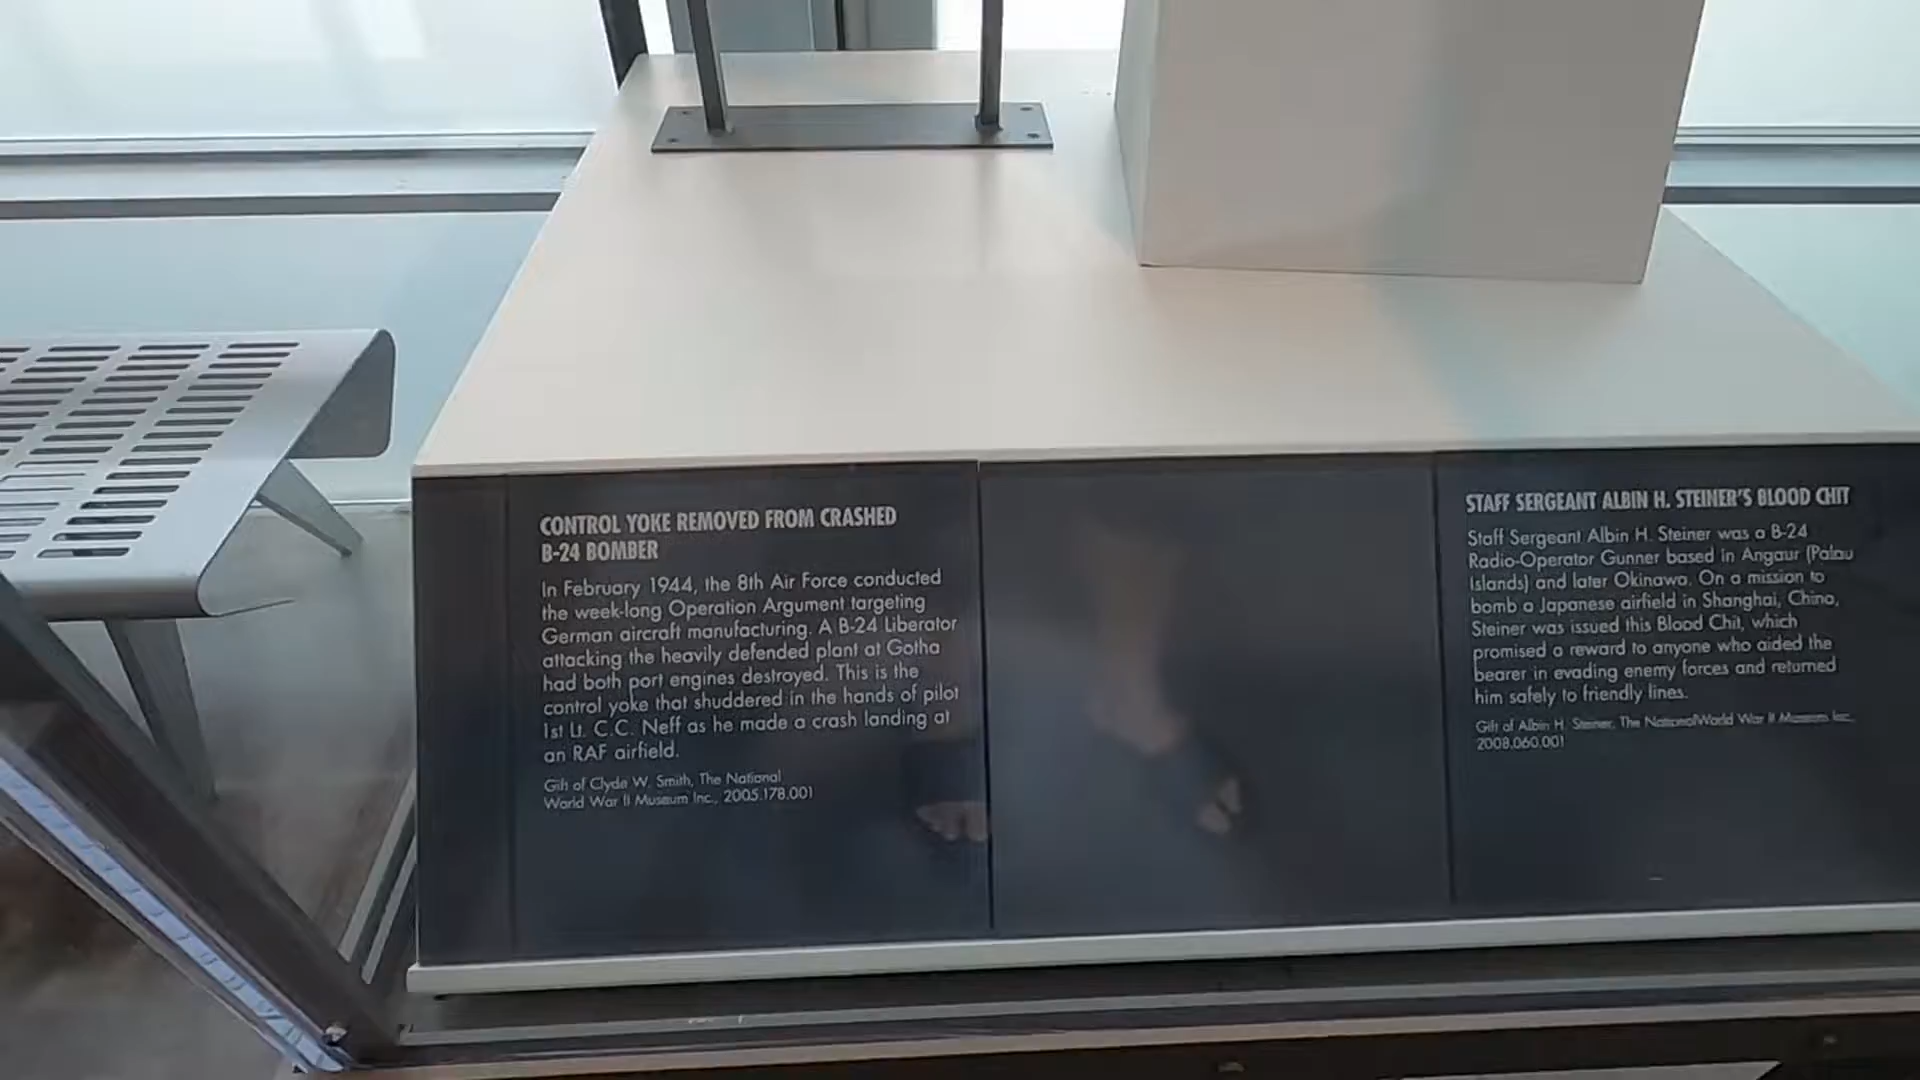 CONTROL YOKE REMOVED FROM CRASHED
B-24 BOMBER
In February 1944, the 8th Air Force conducted
the week-long Operation Argument targeting
German aircraft manufacturing. A B-24 Liberator
attacking the heavily defended plant at Gotha
had both port engines destroyed. This is the
control yoke that shuddered in the hands of pilot
1st Lt. C.C. Neff as he made a crash landing at
an RAF airfield.
Gift of Clyde W. Smith, The National
World War II Museum Inc., 2005.178.001
STAFF SERGEANT ALBIN H. STEINER'S BLOOD CHIT
Staff Sergeant Albin H. Steiner was a B-24
Radio-Operator Gunner based in Angaur (Palau
Islands) and later Okinawa. On a mission to
bomb a Japanese airfield in Shanghai, China,
Steiner was issued this Blood Chit, which
promised a reward to anyone who aided the
bearer in evading enemy forces and returned
him safely to friendly lines.
Gift of Albin H. Steiner, The NationalWorld War II Museum Inc.,
2008.060.001